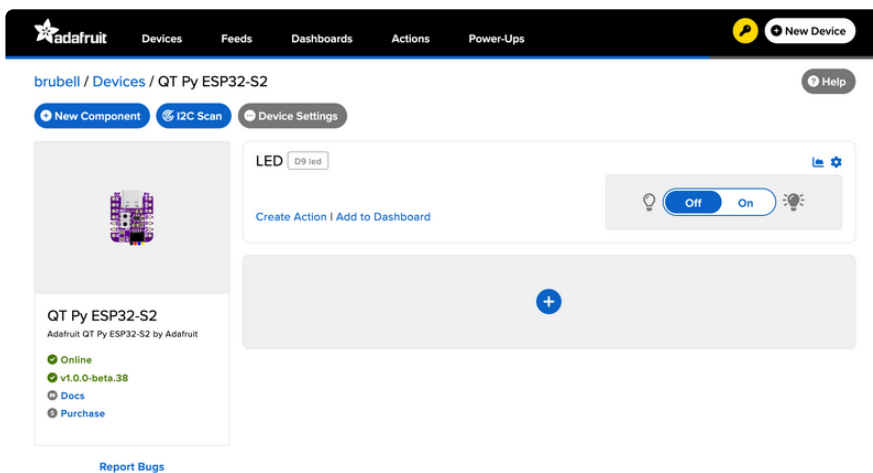 adafruit Devices Feeds Dashboards Actions Power-Ups New Device
brubell / Devices / QT Py ESP32-S2 Help
New Component I2C Scan Device Settings
LED D9 led
Create Action | Add to Dashboard
Off On
QT Py ESP32-S2
Adafruit QT Py ESP32-S2 by Adafruit
Online
v1.0.0-beta.38
Docs
Purchase
Report Bugs